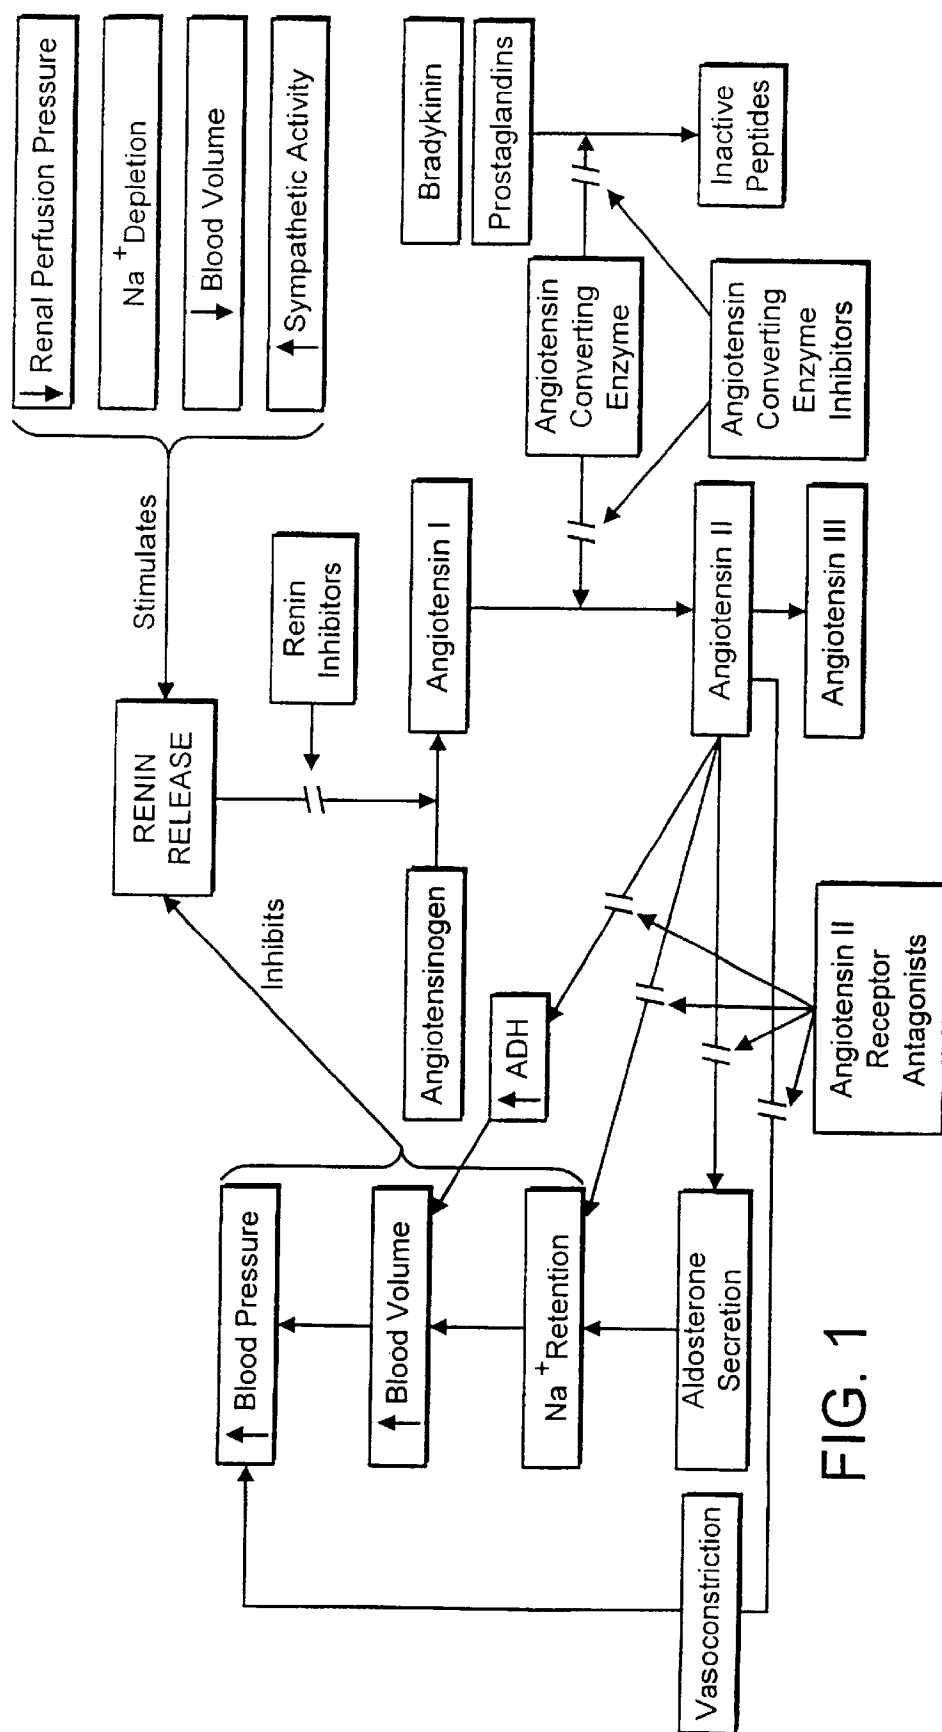 ↓ Renal Perfusion Pressure
Na + Depletion
↓ Blood Volume
↑ Sympathetic Activity
Stimulates
RENIN
RELEASE
Inhibits
Renin
Inhibitors
↑ Blood Pressure
↑ Blood Volume
Na + Retention
Aldosterone
Secretion
Vasoconstriction
↑ ADH
Angiotensinogen
Angiotensin I
Bradykinin
Prostaglandins
Angiotensin
Converting
Enzyme
Inactive
Peptides
Angiotensin
Converting
Enzyme
Inhibitors
Angiotensin II
Angiotensin III
Angiotensin II
Receptor
Antagonists
FIG. 1